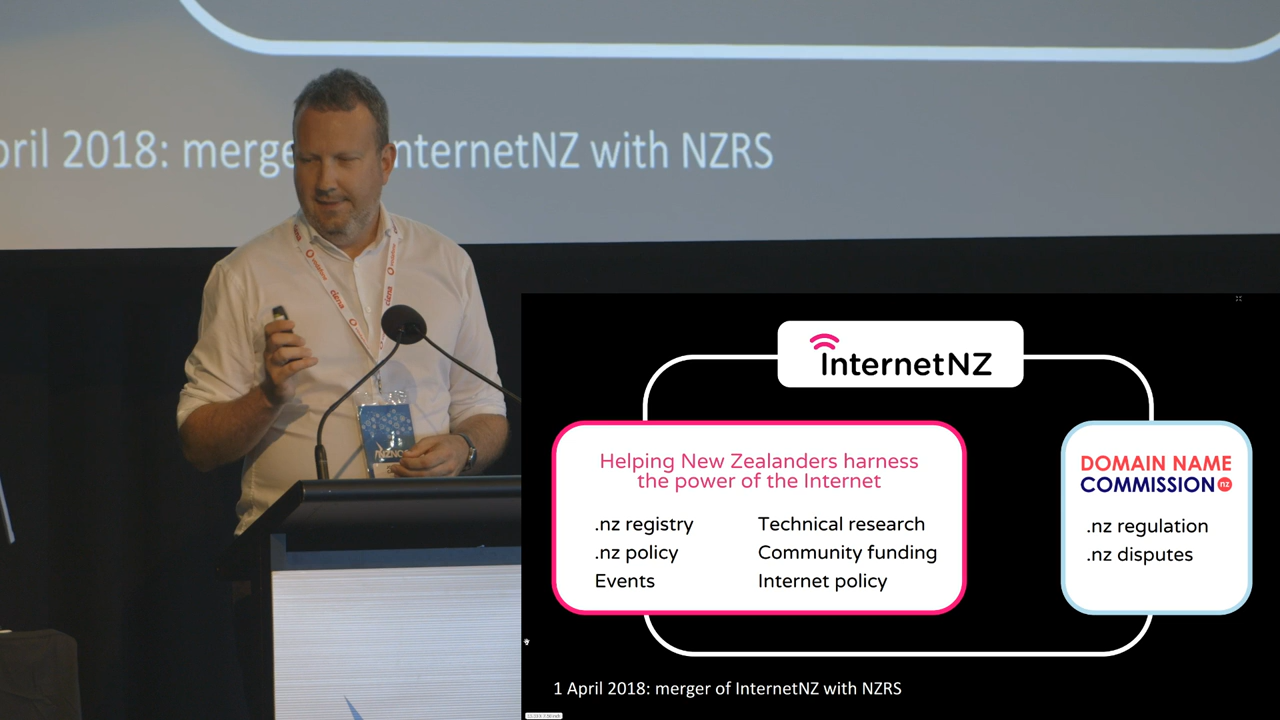 pril 2018: merge nternetNZ with NZRS
vodafone
ciena
InternetNZ
Helping New Zealanders harness
the power of the Internet
.nz registry
.nz policy
Events
Technical research
Community funding
Internet policy
DOMAIN NAME
COMMISSION nz
.nz regulation
.nz disputes
1 April 2018: merger of InternetNZ with NZRS